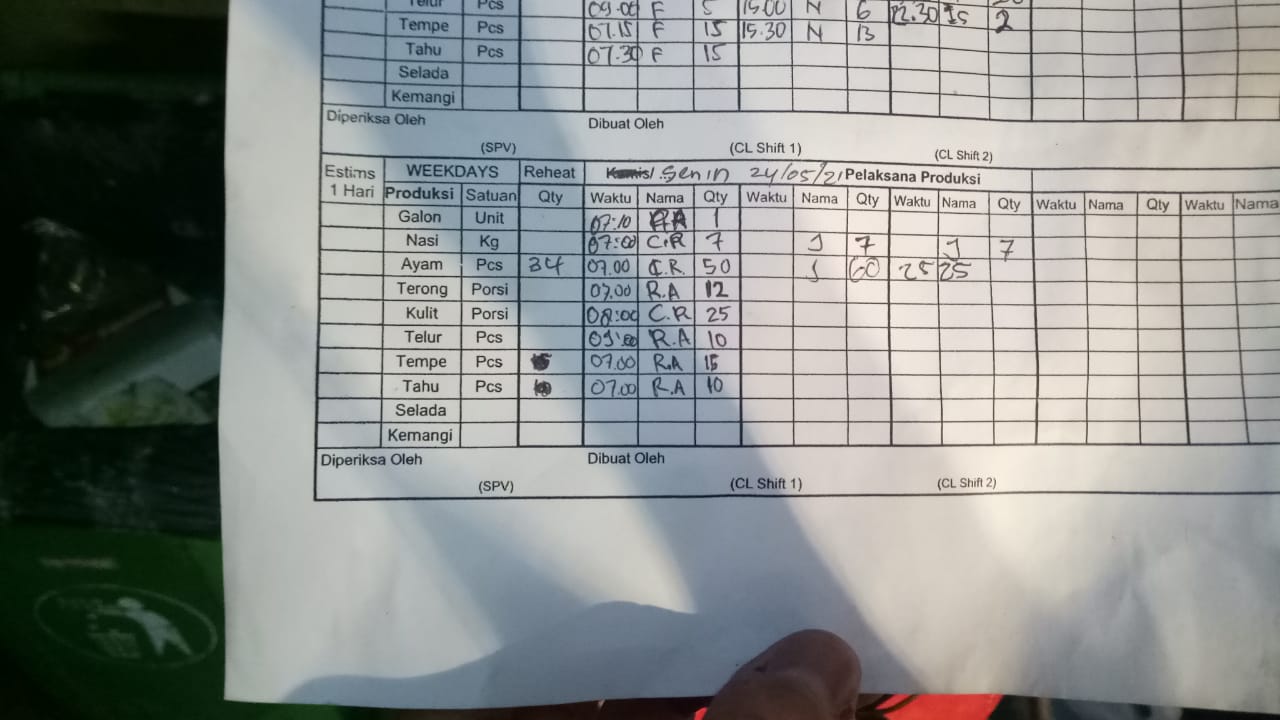 Telur Pcs 09.00 F 5 15.00 N 6 22.30 2
Tempe Pcs 07.15 F 15 15.30 N 13
Tahu Pcs 07.30 F 15
Selada
Kemangi
Diperiksa Oleh Dibuat Oleh
(SPV) (CL Shift 1) (CL Shift 2)
Estims WEEKDAYS Reheat Kamis/ Senin 24/05/21 Pelaksana Produksi
1 Hari Produksi Satuan Qty Waktu Nama Qty Waktu Nama Qty Waktu Nama Qty Waktu Nama Qty Waktu Nama
Galon Unit 07:10 RA 1
Nasi Kg 07:00 C.R 7 J 7 J 7
Ayam Pcs 34 07.00 C.R. 50 J 60 25 25
Terong Porsi 07.00 R.A 12
Kulit Porsi 08:00 C.R 25
Telur Pcs R.A 10
Tempe Pcs 07.00 R.A 15
Tahu Pcs 07.00 R.A 10
Selada
Kemangi
Diperiksa Oleh Dibuat Oleh
(SPV) (CL Shift 1) (CL Shift 2)